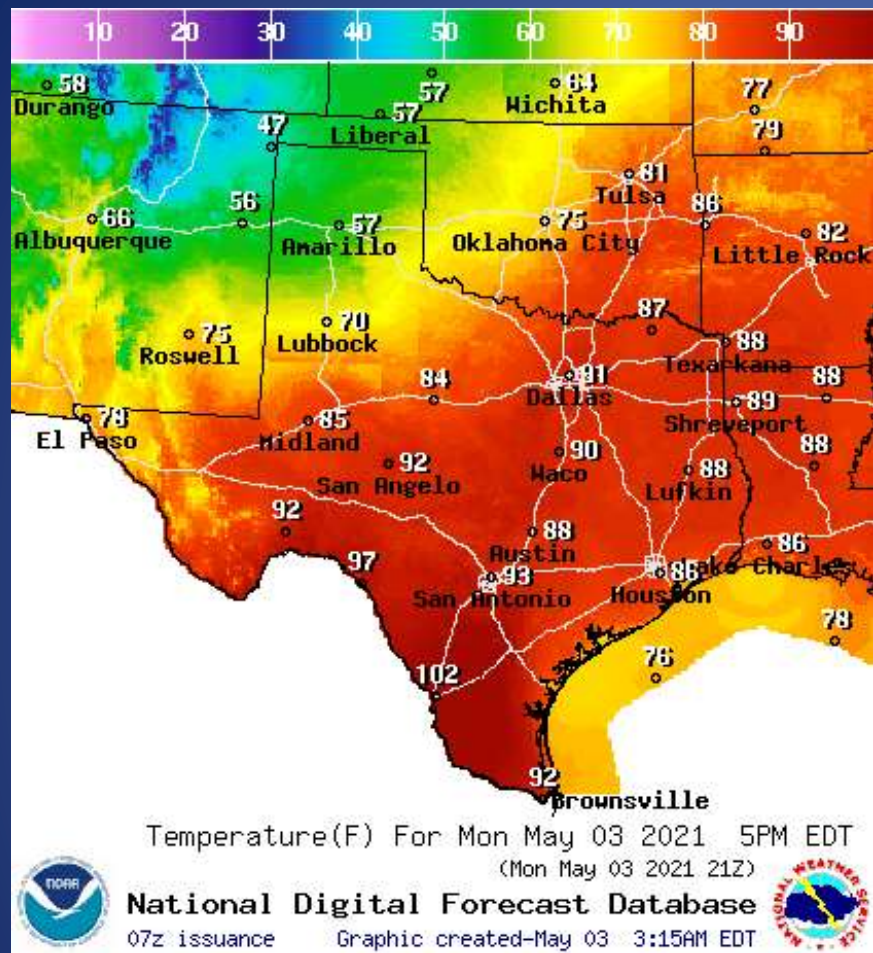 10 20 30 40 50 60 70 80 90
58 57 64 77
Durango 57 Wichita
47 Liberal 79
81
Tulsa
66 56 57 75 86 82
Albuquerque Amarillo Oklahoma City Little Rock
75 70 87 88
Roswell Lubbock Texarkana
91
84 Dallas 88
78 85 89
El Paso Midland Shreveport
92 90 88 88
San Angelo Waco Lufkin
92 88 86
97 Austin Lake Charles
93 86
San Antonio Houston
78
102 76
92
Brownsville
Temperature(F) For Mon May 03 2021 5PM EDT
(Mon May 03 2021 21Z)
National Digital Forecast Database
07z issuance Graphic created-May 03 3:15AM EDT
NOAA
NATIONAL WEATHER SERVICE